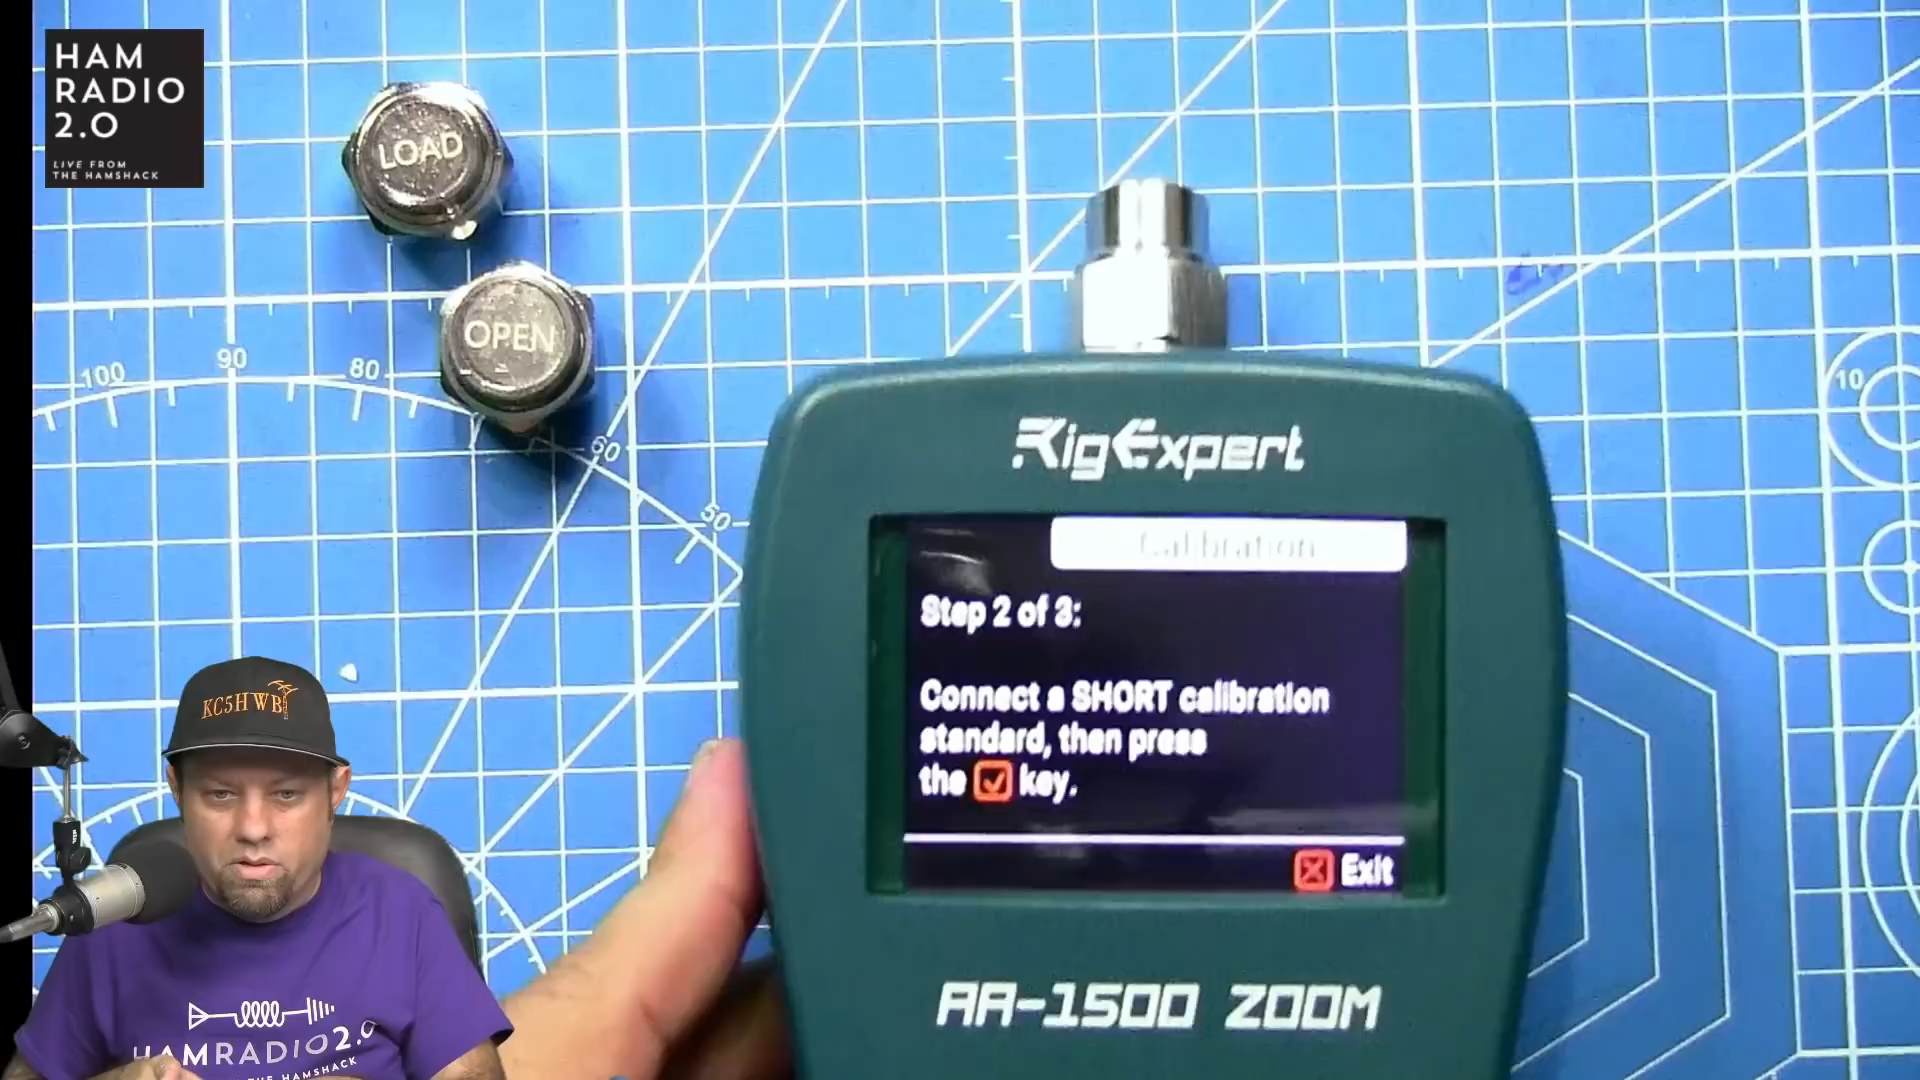 HAM
RADIO
2.0
LIVE FROM
THE HAMSHACK
LOAD
OPEN
100
90
80
60
50
10
RigExpert
Calibration
Step 2 of 3:
Connect a SHORT calibration
standard, then press
the key.
Exit
AA-1500 ZOOM
KC5HWB
HAMRADIO2.0
THE HAMSHACK